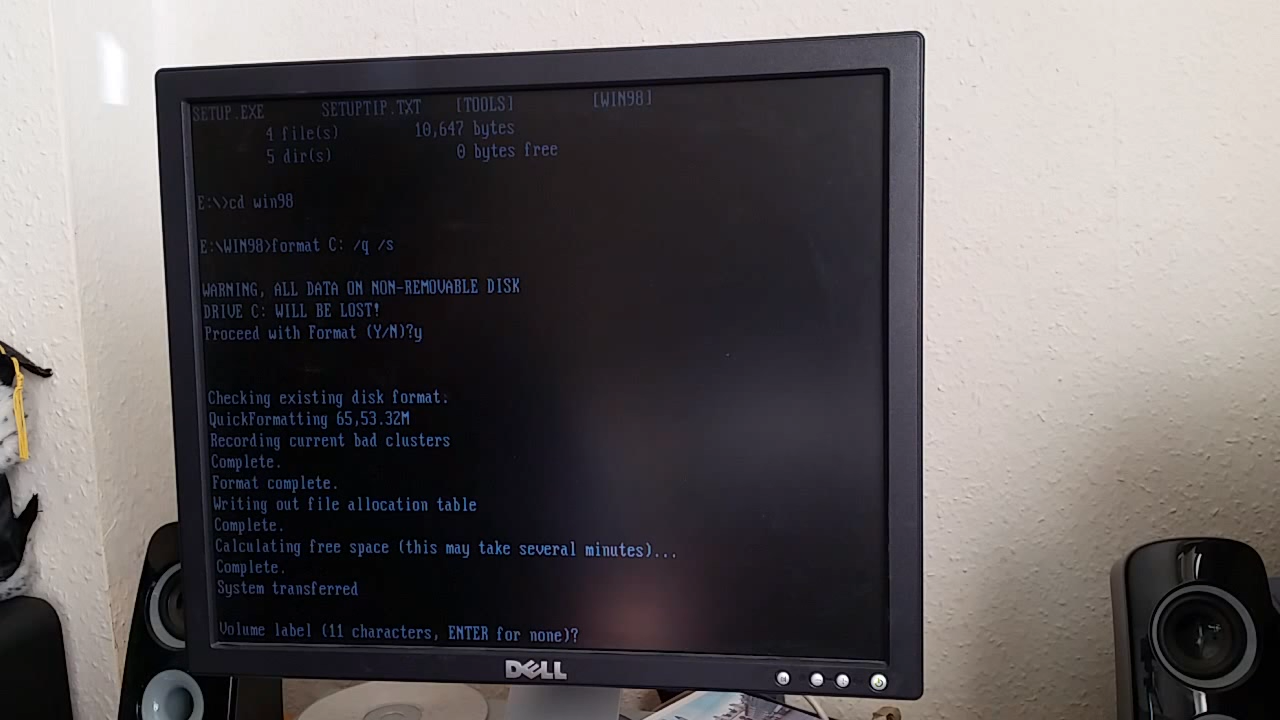 SETUP.EXE SETUPTIP.TXT [TOOLS] [WIN98]
4 file(s) 10,647 bytes
5 dir(s) 0 bytes free
E:\>cd win98
E:\WIN98>format C: /q /s
WARNING, ALL DATA ON NON-REMOVABLE DISK
DRIVE C: WILL BE LOST!
Proceed with Format (Y/N)?y
Checking existing disk format.
QuickFormatting 65,53.32M
Recording current bad clusters
Complete.
Format complete.
Writing out file allocation table
Complete.
Calculating free space (this may take several minutes)...
Complete.
System transferred
Volume label (11 characters, ENTER for none)?
DELL